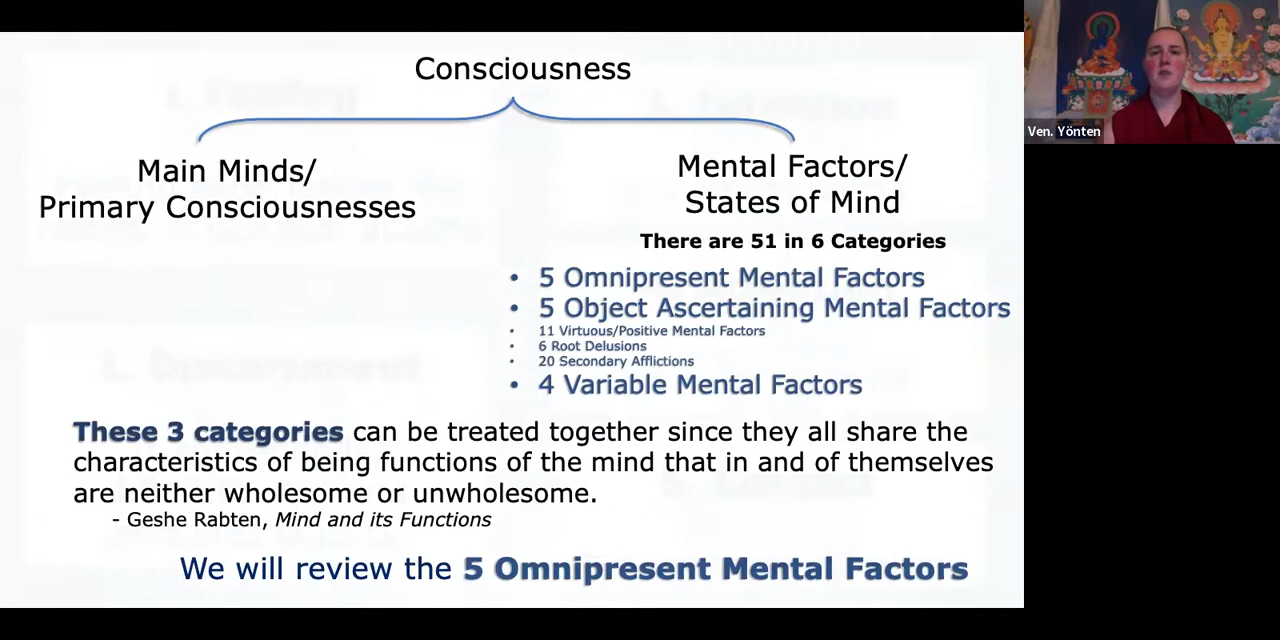 Consciousness
Main Minds/
Primary Consciousnesses
Mental Factors/
States of Mind
There are 51 in 6 Categories
• 5 Omnipresent Mental Factors
• 5 Object Ascertaining Mental Factors
• 11 Virtuous/Positive Mental Factors
• 6 Root Delusions
• 20 Secondary Afflictions
• 4 Variable Mental Factors
These 3 categories can be treated together since they all share the
characteristics of being functions of the mind that in and of themselves
are neither wholesome or unwholesome.
- Geshe Rabten, Mind and its Functions
We will review the 5 Omnipresent Mental Factors
Ven. Yönten